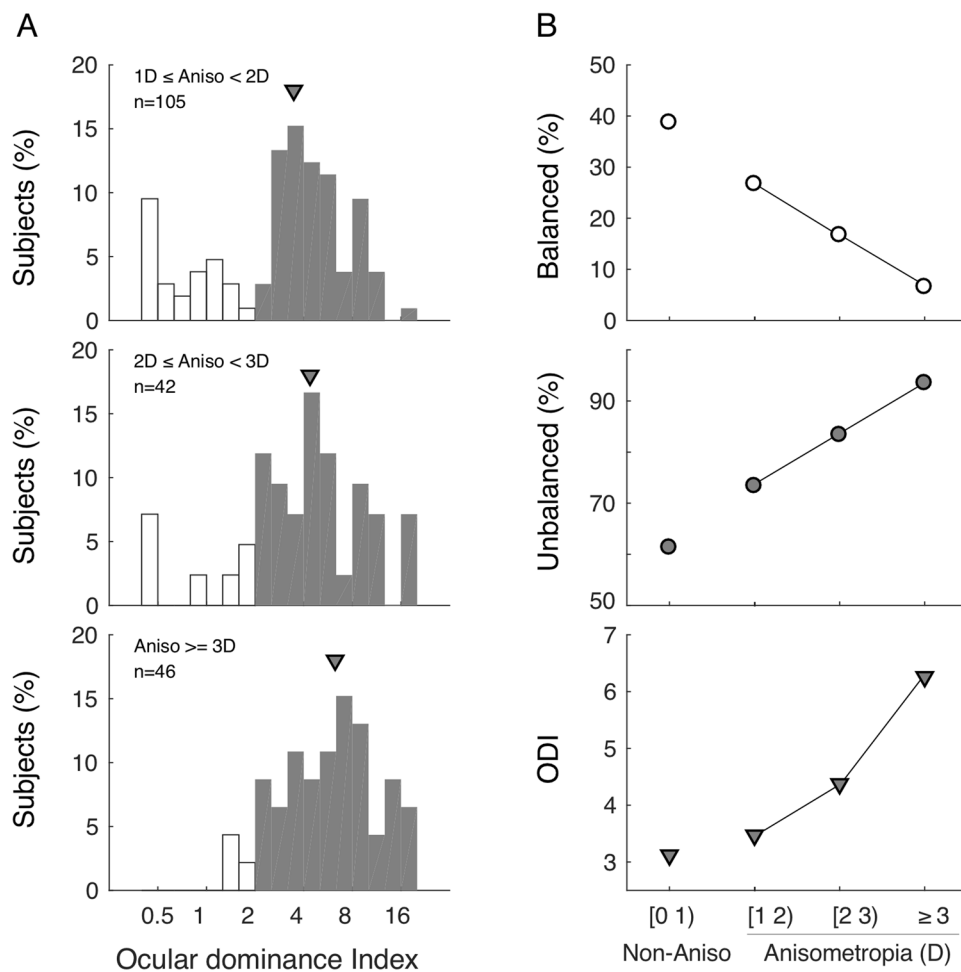 A
20
15
10
5
0
Subjects (%)
1D ≤ Aniso < 2D
n=105
20
15
10
5
0
Subjects (%)
2D ≤ Aniso < 3D
n=42
20
15
10
5
0
Subjects (%)
Aniso >= 3D
n=46
0.5 1 2 4 8 16
Ocular dominance Index
B
50
40
30
20
10
0
Balanced (%)
90
70
50
Unbalanced (%)
7
6
5
4
3
ODI
[0 1) [1 2) [2 3) ≥ 3
Non-Aniso Anisometropia (D)